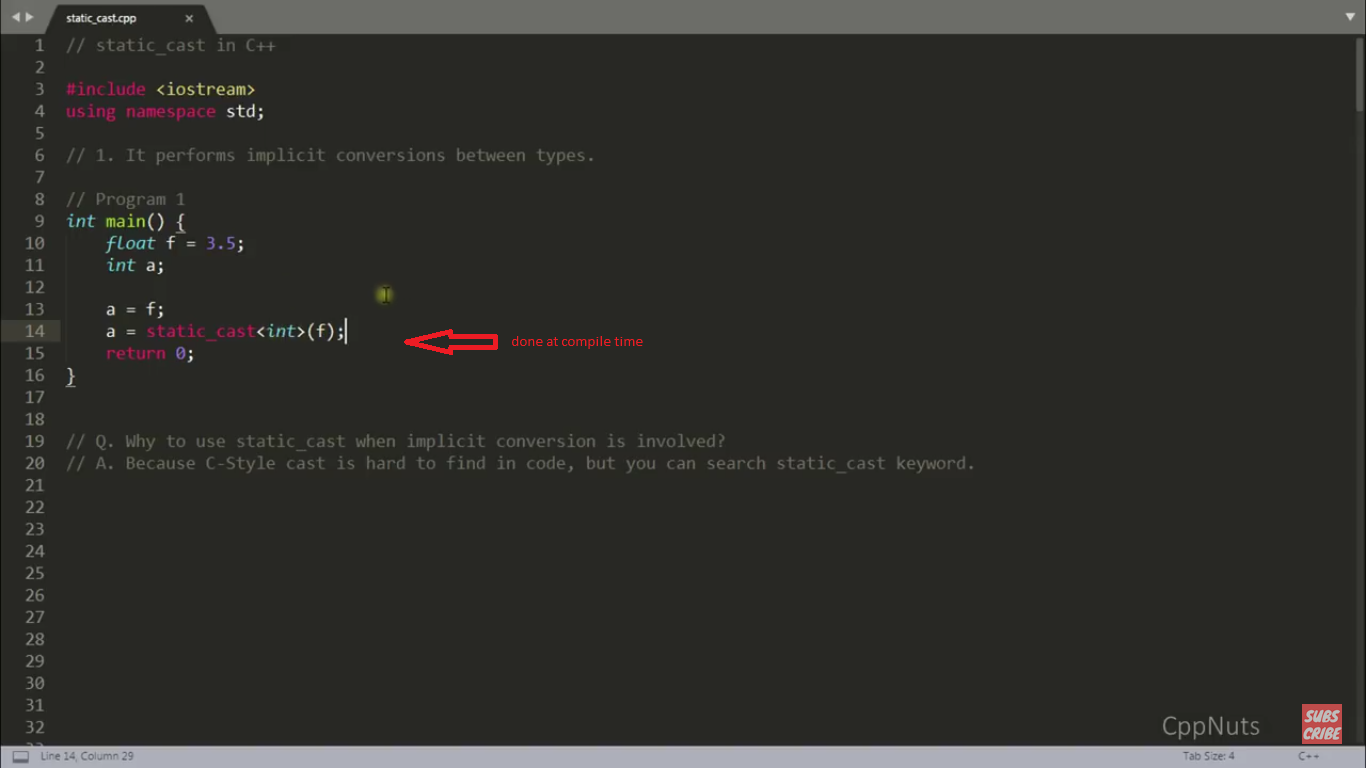 static_cast.cpp ×
1 // static_cast in C++
2
3 #include <iostream>
4 using namespace std;
5
6 // 1. It performs implicit conversions between types.
7
8 // Program 1
9 int main() {
10 float f = 3.5;
11 int a;
12
13 a = f;
14 a = static_cast<int>(f);
done at compile time
15 return 0;
16 }
17
18
19 // Q. Why to use static_cast when implicit conversion is involved?
20 // A. Because C-Style cast is hard to find in code, but you can search static_cast keyword.
21
22
23
24
25
26
27
28
29
30
31
32
CppNuts
SUBS
CRIBE
Line 14, Column 29
Tab Size: 4
C++